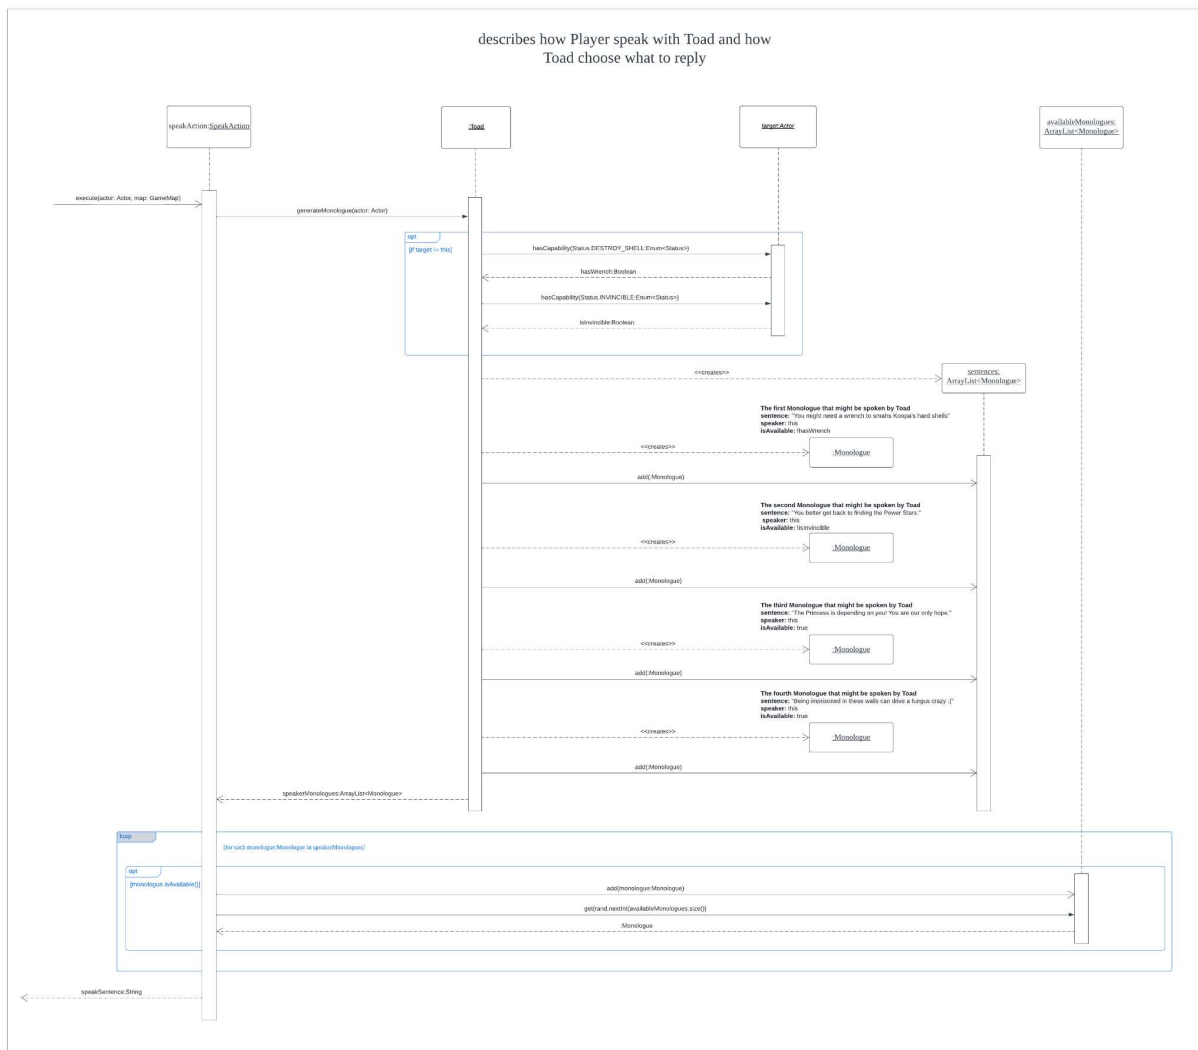 describes how Player speak with Toad and how
Toad choose what to reply
speakAction:SpeakAction
:Toad
target:Actor
availableMonologues:
ArrayList<Monologue>
execute(actor: Actor, map: GameMap)
generateMonologue(actor: Actor)
opt
[if target != this]
hasCapability(Status.DESTROY_SHELL:Enum<Status>)
hasWrench:Boolean
hasCapability(Status.INVINCIBLE:Enum<Status>)
isInvincible:Boolean
<<creates>>
sentences:
ArrayList<Monologue>
The first Monologue that might be spoken by Toad
sentence: "You might need a wrench to smahs Koopa's hard shells"
speaker: this
isAvailable: !hasWrench
<<creates>>
:Monologue
add(:Monologue)
The second Monologue that might be spoken by Toad
sentence: "You better get back to finding the Power Stars."
speaker: this
isAvailable: !isInvincible
<<creates>>
:Monologue
add(:Monologue)
The third Monologue that might be spoken by Toad
sentence: "The Princess is depending on you! You are our only hope."
speaker: this
isAvailable: true
<<creates>>
:Monologue
add(:Monologue)
The fourth Monologue that might be spoken by Toad
sentence: "Being imprisoned in these walls can drive a fungus crazy :("
speaker: this
isAvailable: true
<<creates>>
:Monologue
add(:Monologue)
speakerMonologues:ArrayList<Monologue>
loop
[for each monologue:Monologue in speakerMonologues]
opt
[monologue isAvailable()]
add(monologue:Monologue)
get(rand.nextInt(availableMonologues.size())
:Monologue
speakSentence:String